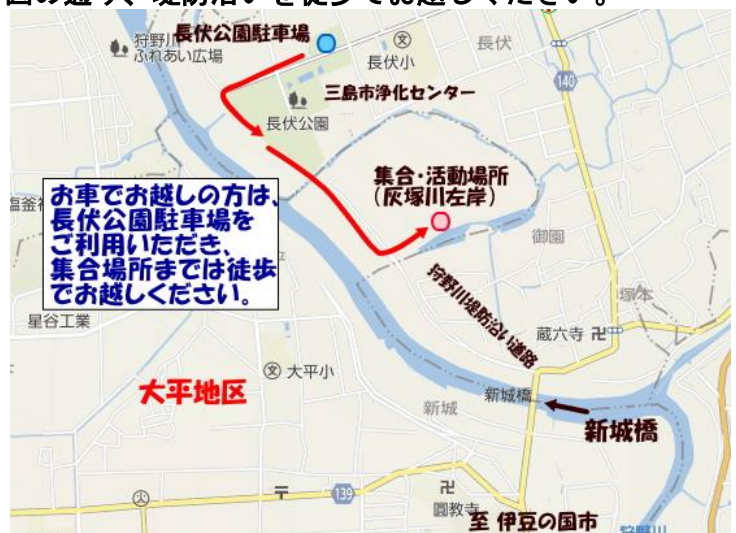 図の通り、堤防沿いを徒歩でお越しください。
長伏公園駐車場
狩野川
ふれあい広場
長伏小
長伏
三島市浄化センター
140
長伏公園
集合・活動場所
(灰塚川左岸)
お車でお越しの方は、
長伏公園駐車場を
ご利用いただき、
集合場所までは徒歩
でお越しください。
御園
塚本
狩野川堤防沿い道路
星谷工業
蔵六寺
大平小
大平地区
新城
新城橋
新城橋
139
圓教寺
至 伊豆の国市
狩野川